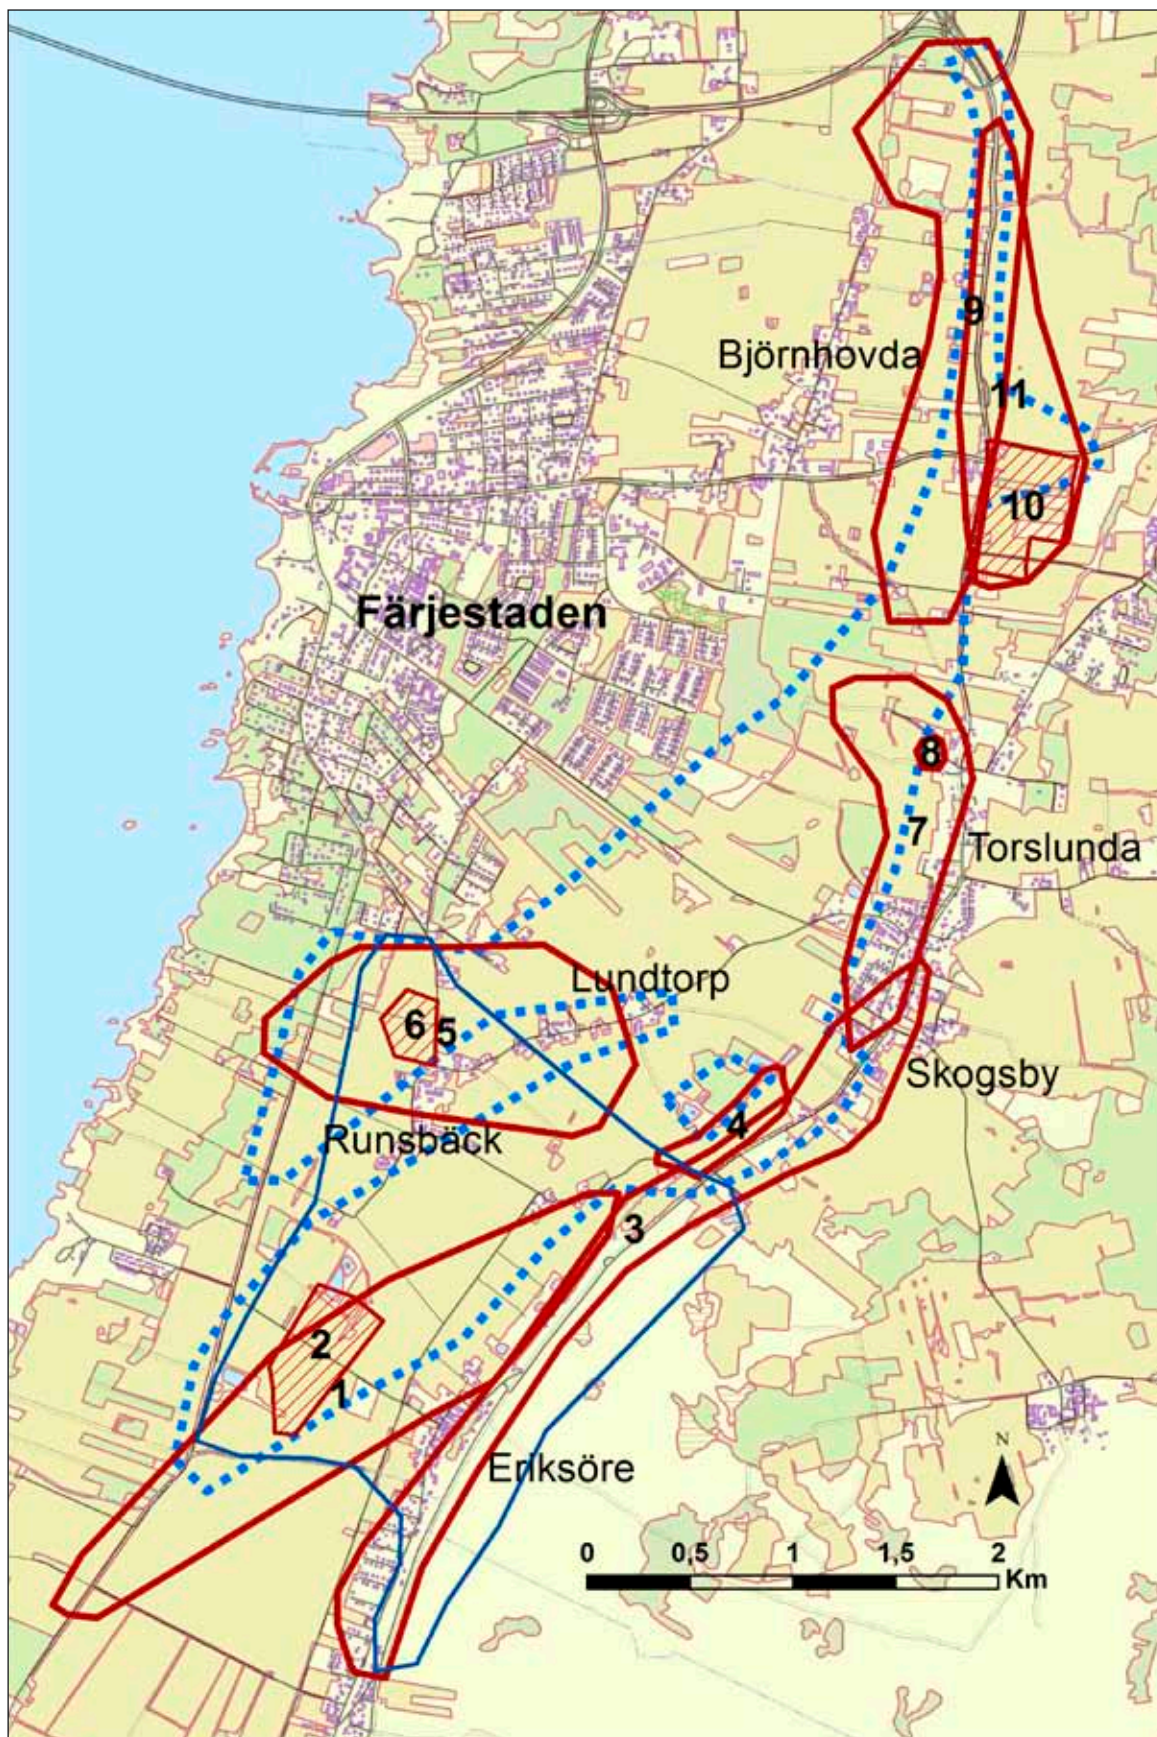 9
Björnhovda
11
10
Färjestaden
8
7
Torslunda
Lundtorp
6
5
Skogsby
4
Runsbäck
3
2
1
N
Eriksöre
0 0,5 1 1,5 2
Km